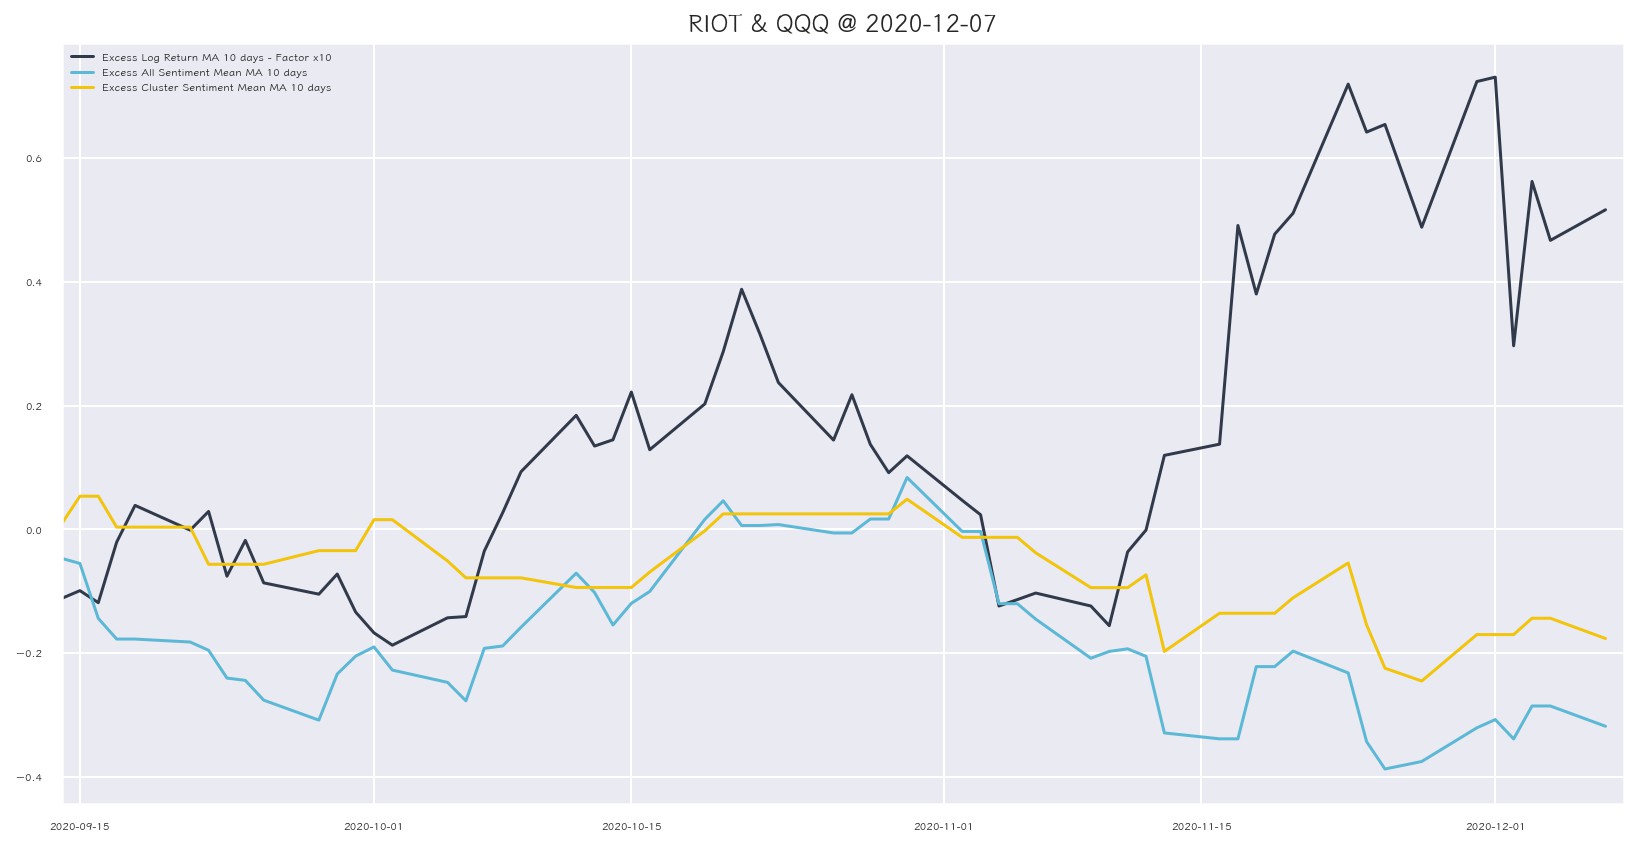 RIOT & QQQ @ 2020-12-07
Excess Log Return MA 10 days - Factor x10
Excess All Sentiment Mean MA 10 days
Excess Cluster Sentiment Mean MA 10 days
0.6
0.4
0.2
0.0
−0.2
−0.4
2020-09-15 2020-10-01 2020-10-15 2020-11-01 2020-11-15 2020-12-01